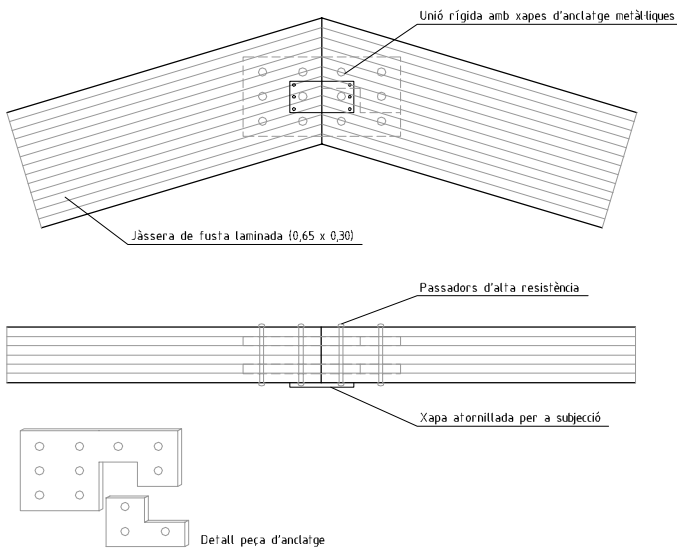 Unió rígida amb xapes d'anclatge metàl·liques
Jàssera de fusta laminada (0,65 x 0,30)
Passadors d'alta resistència
Xapa atornillada per a subjecció
Detall peça d'anclatge